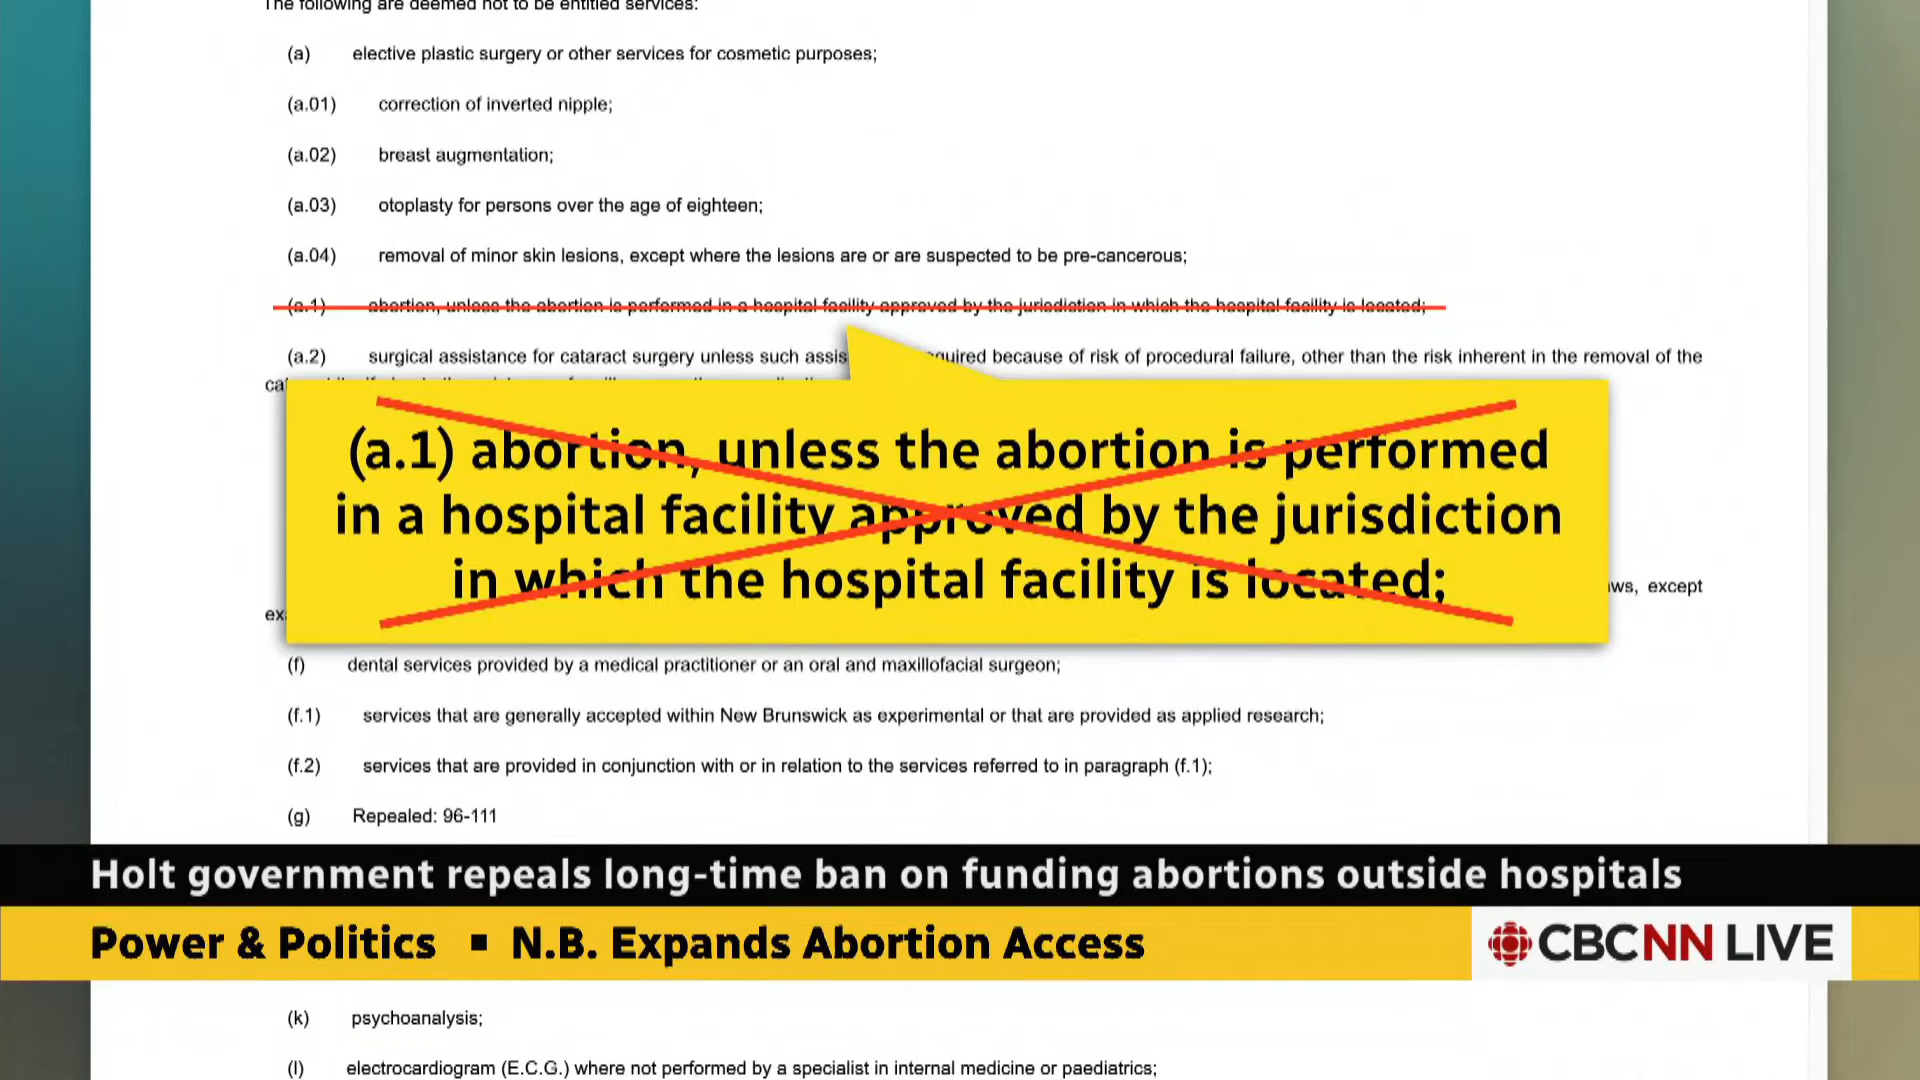 The following are deemed not to be entitled services:
(a) elective plastic surgery or other services for cosmetic purposes;
(a.01) correction of inverted nipple;
(a.02) breast augmentation;
(a.03) otoplasty for persons over the age of eighteen;
(a.04) removal of minor skin lesions, except where the lesions are or are suspected to be pre-cancerous;
(a.1) abortion, unless the abortion is performed in a hospital facility approved by the jurisdiction in which the hospital facility is located;
(a.2) surgical assistance for cataract surgery unless such because of risk of procedural failure, other than the risk inherent in the removal of the
(a.1) abortion, unless the abortion is performed
in a hospital facility approved by the jurisdiction
in which the hospital facility is located;
except
(f) dental services provided by a medical practitioner or an oral and maxillofacial surgeon;
(f.1) services that are generally accepted within New Brunswick as experimental or that are provided as applied research;
(f.2) services that are provided in conjunction with or in relation to the services referred to in paragraph (f.1);
(g) Repealed: 96-111
Holt government repeals long-time ban on funding abortions outside hospitals
Power & Politics ▪ N.B. Expands Abortion Access
CBCNN LIVE
(k) psychoanalysis;
(l) electrocardiogram (E.C.G.) where not performed by a specialist in internal medicine or paediatrics;